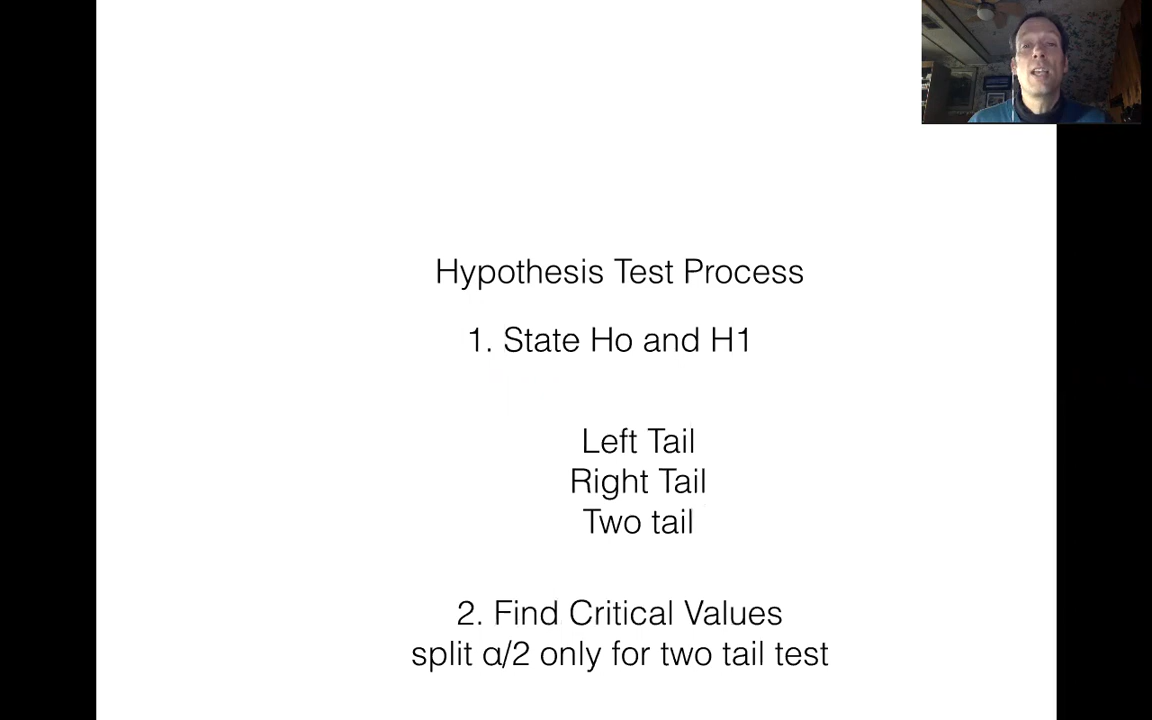 Hypothesis Test Process
1. State Ho and H1
Left Tail
Right Tail
Two tail
2. Find Critical Values
split α/2 only for two tail test